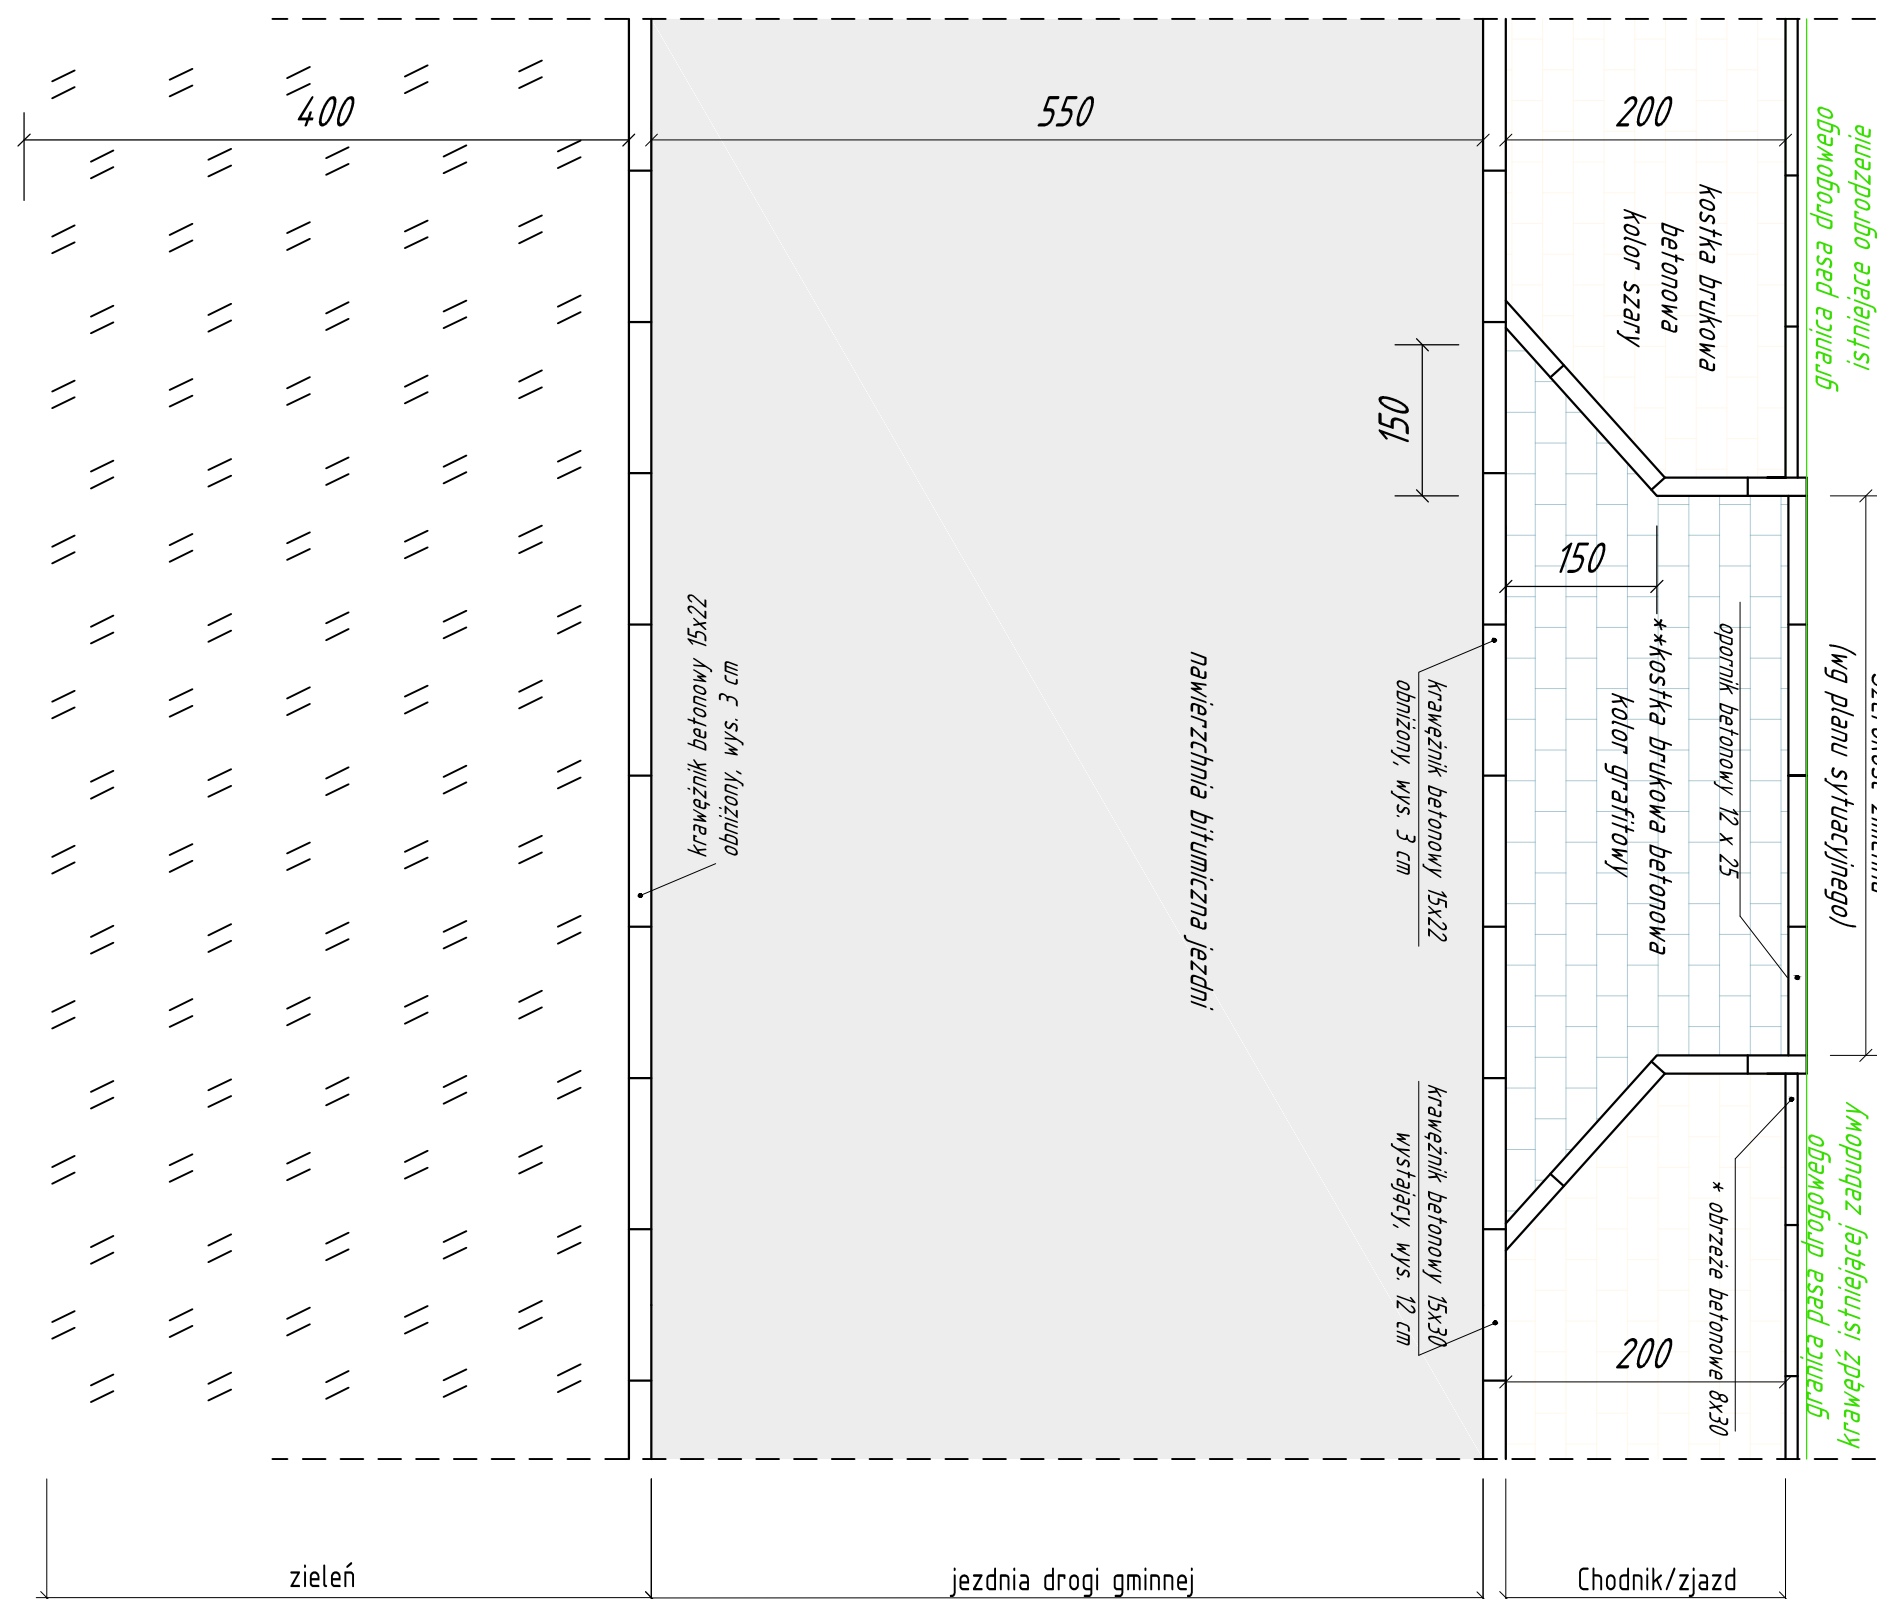 400
550
200
granica pasa drogowego
istniejace ogrodzenie
kostka brukowa
betonowa
kolor szary
150
150
(wg planu sytuacyjnego)
opornik betonowy 12 x 25
**kostka brukowa betonowa
kolor grafitowy
krawężnik betonowy 15x22
obniżony, wys. 3 cm
nawierzchnia bitumiczna jezdni
krawężnik betonowy 15x22
obniżony, wys. 3 cm
krawężnik betonowy 15x30
wystający, wys. 12 cm
* obrzeże betonowe 8x30
granica pasa drogowego
krawędź istniejącej zabudowy
200
zieleń
jezdnia drogi gminnej
Chodnik/zjazd